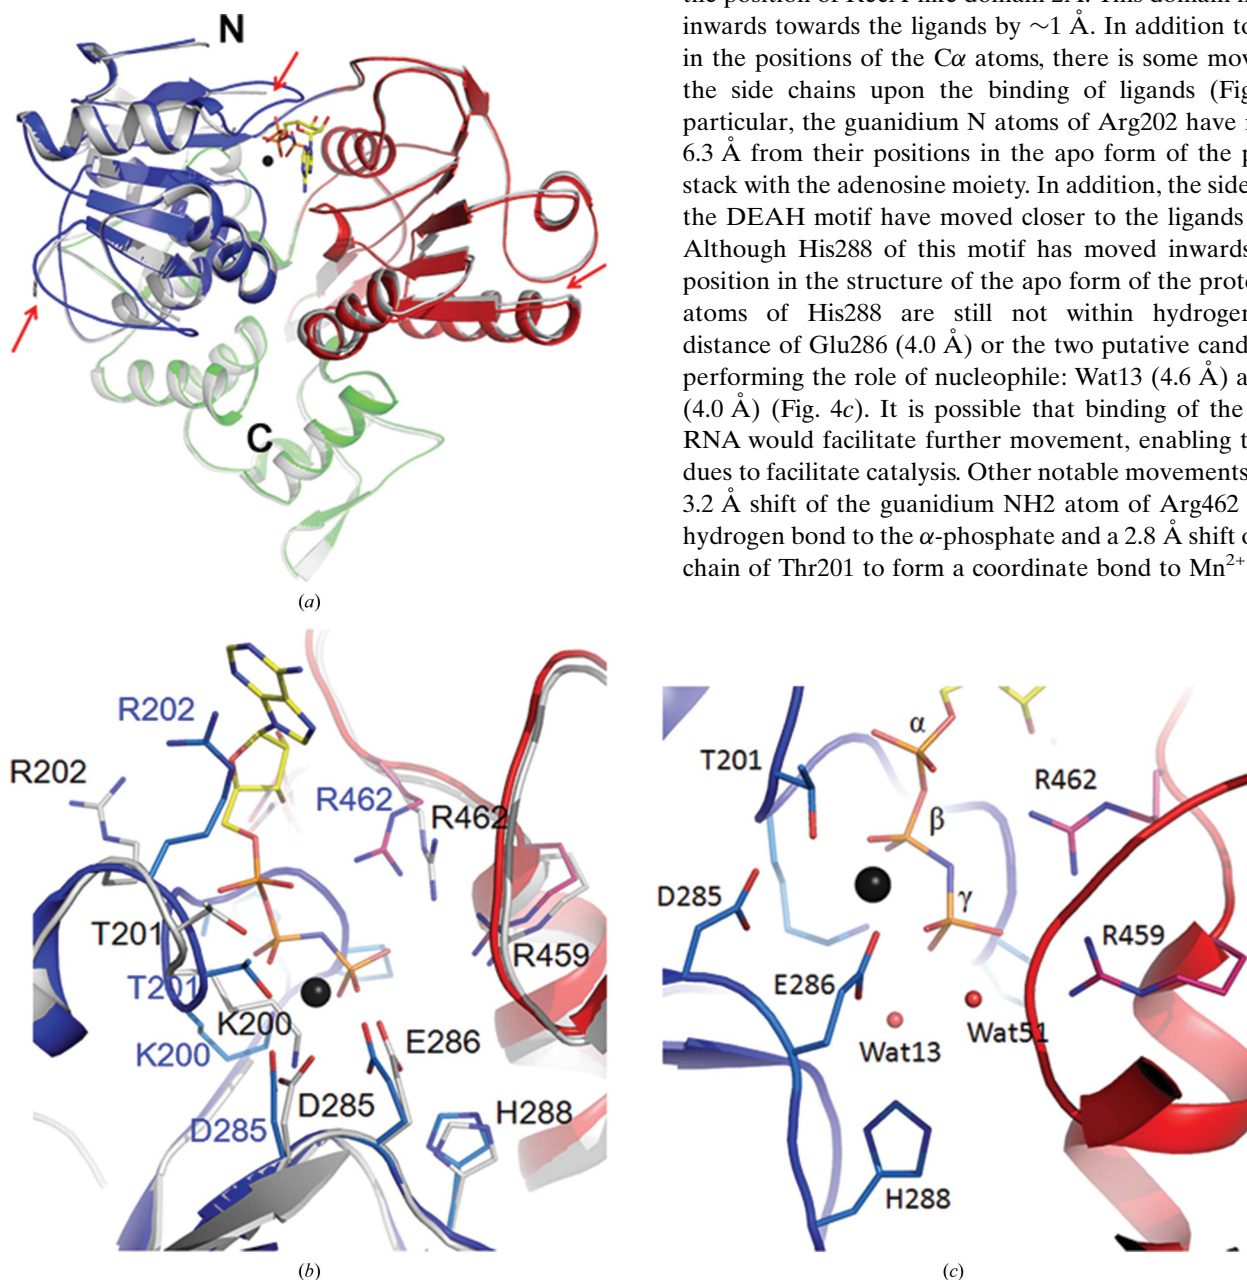 N
C
(a)
the position of RecA-like domain 2A. This domain
inwards towards the ligands by ∼1 Å. In addition to
in the positions of the Cα atoms, there is some
the side chains upon the binding of ligands
particular, the guanidium N atoms of Arg202 have
6.3 Å from their positions in the apo form of the
stack with the adenosine moiety. In addition, the side
the DEAH motif have moved closer to the ligands
Although His288 of this motif has moved inwards
position in the structure of the apo form of the
atoms of His288 are still not within
distance of Glu286 (4.0 Å) or the two putative
performing the role of nucleophile: Wat13 (4.6 Å)
(4.0 Å) (Fig. 4c). It is possible that binding of the
RNA would facilitate further movement, enabling
dues to facilitate catalysis. Other notable movements
3.2 Å shift of the guanidium NH2 atom of Arg462
hydrogen bond to the α-phosphate and a 2.8 Å shift
chain of Thr201 to form a coordinate bond to Mn²⁺
R202
R202
R462
R462
T201
T201
K200
K200
R459
E286
D285
D285
H288
(b)
α
T201
R462
β
D285
γ
R459
E286
Wat51
Wat13
H288
(c)